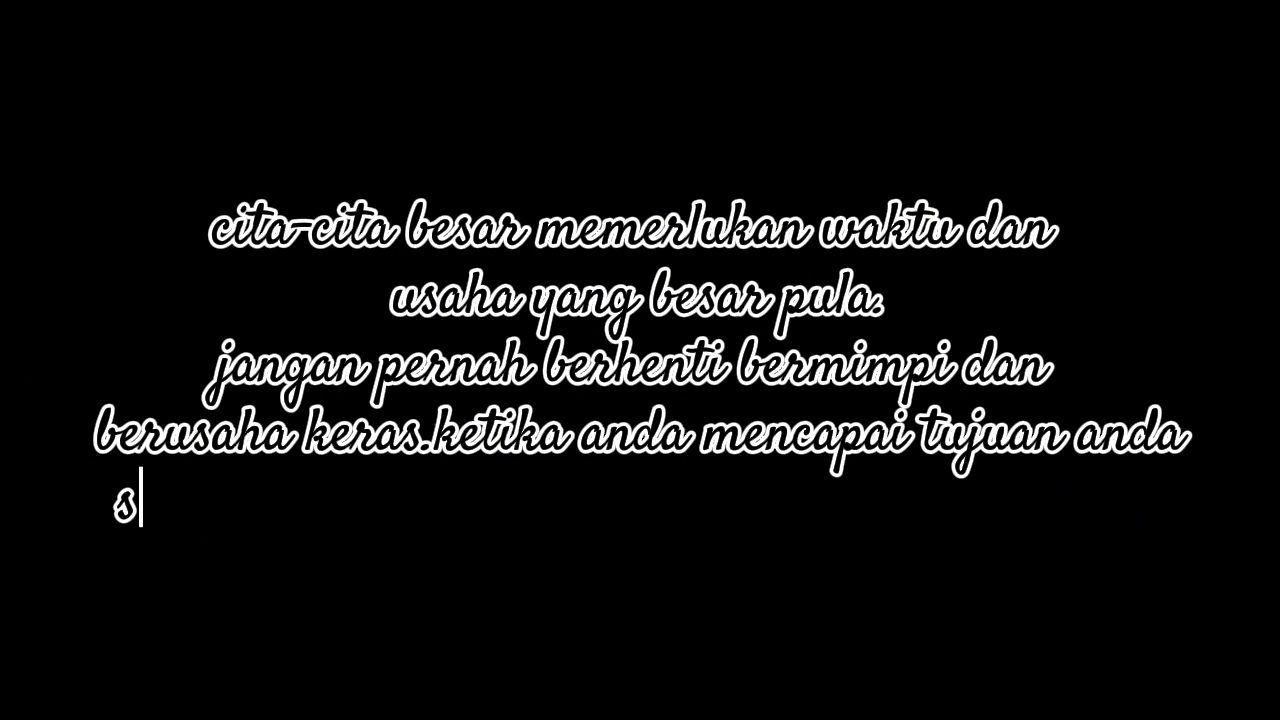 cita-cita besar memerlukan waktu dan
usaha yang besar pula.
jangan pernah berhenti bermimpi dan
berusaha keras.ketika anda mencapai tujuan anda
s